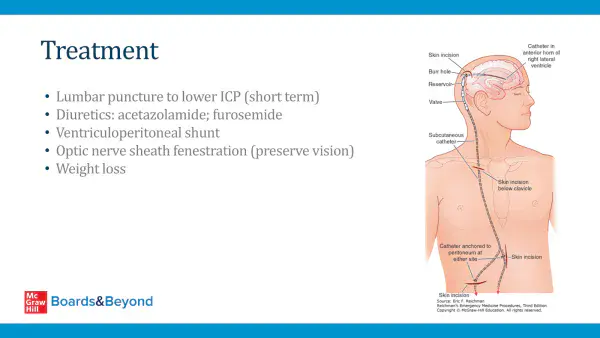 Treatment
• Lumbar puncture to lower ICP (short term)
• Diuretics: acetazolamide; furosemide
• Ventriculoperitoneal shunt
• Optic nerve sheath fenestration (preserve vision)
• Weight loss
Skin incision
Burr hole
Reservoir
Valve
Subcutaneous
catheter
Catheter in
anterior horn of
right lateral
ventricle
Skin incision
below clavicle
Catheter anchored to
peritoneum at
either site
Skin incision
Skin incision
Source: Eric F. Reichman
Reichman's Emergency Medicine Procedures, Third Edition
Copyright © McGraw-Hill Education. All rights reserved.
Mc
Graw
Hill
Boards&Beyond